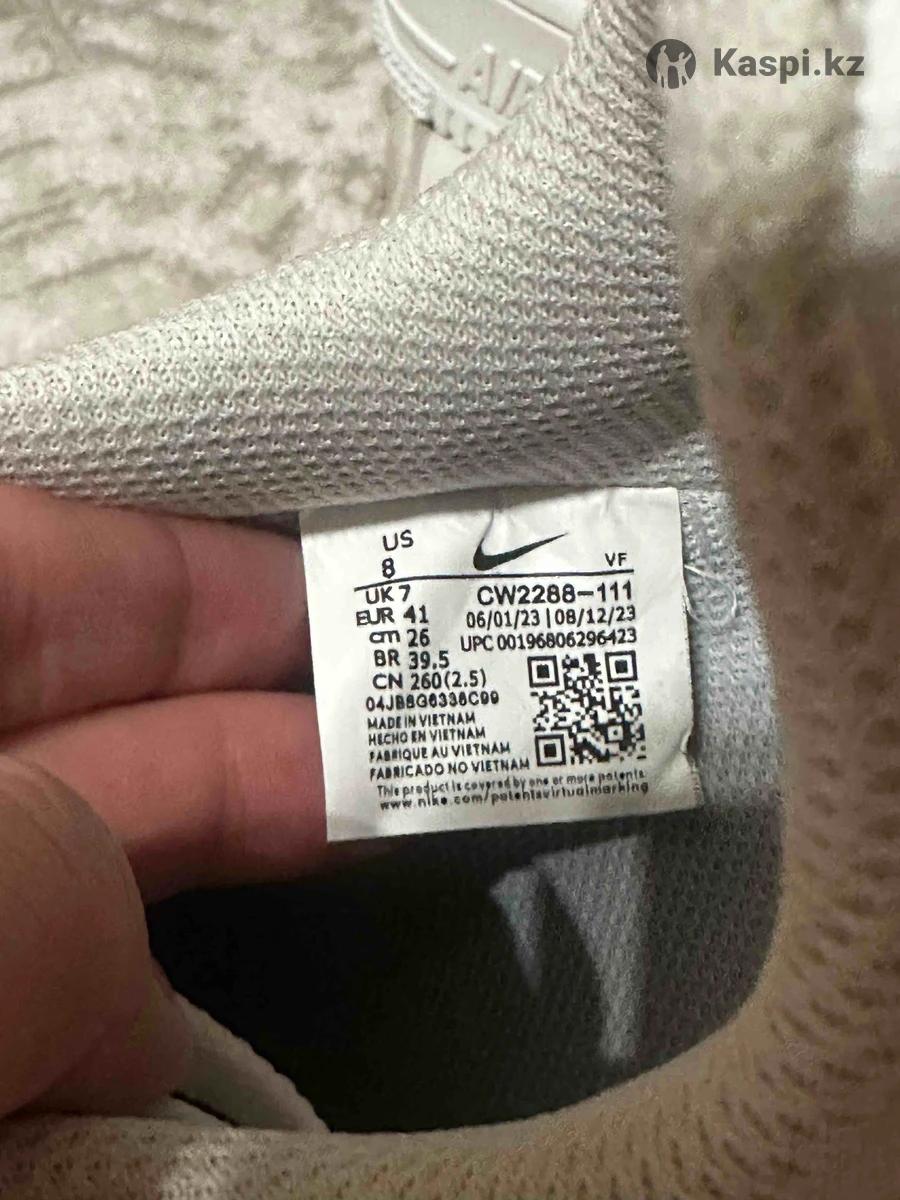 Kaspi.kz
AIR
US
8
VF
UK 7
CW2288-111
EUR 41
06/01/23 | 08/12/23
cm 26
UPC 00196806296423
BR 39.5
CN 260(2.5)
MADE IN VIETNAM
HECHO EN VIETNAM
FABRIQUE AU VIETNAM
FABRICADO NO VIETNAM
This product is covered by one or more patents
www.nike.com/patentsvirtualmarking